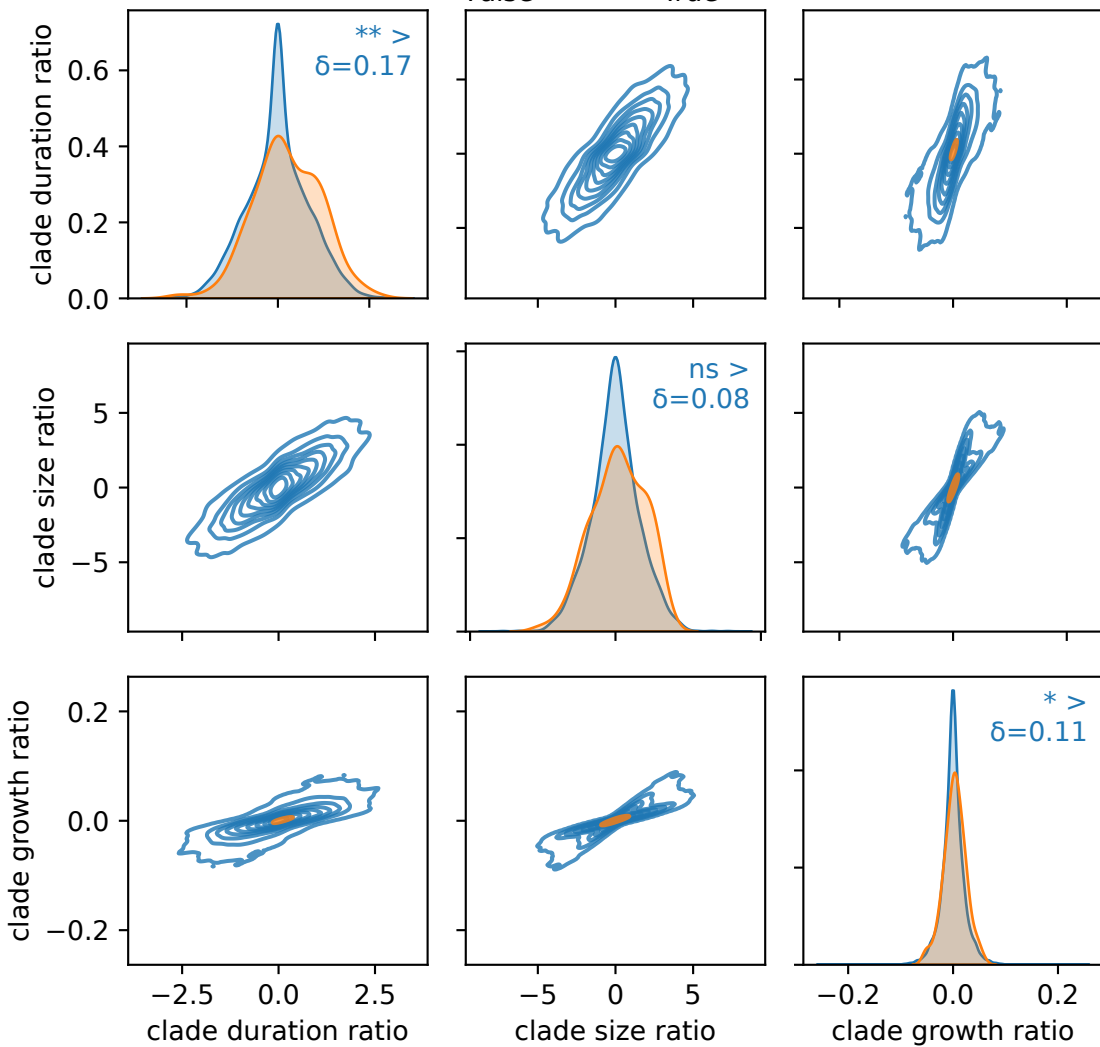 ** >
δ=0.17
clade duration ratio
0.6
0.4
0.2
0.0
ns >
δ=0.08
clade size ratio
5
0
−5
* >
δ=0.11
clade growth ratio
0.2
0.0
−0.2
−2.5 0.0 2.5 −5 0 5 −0.2 0.0 0.2
clade duration ratio clade size ratio clade growth ratio